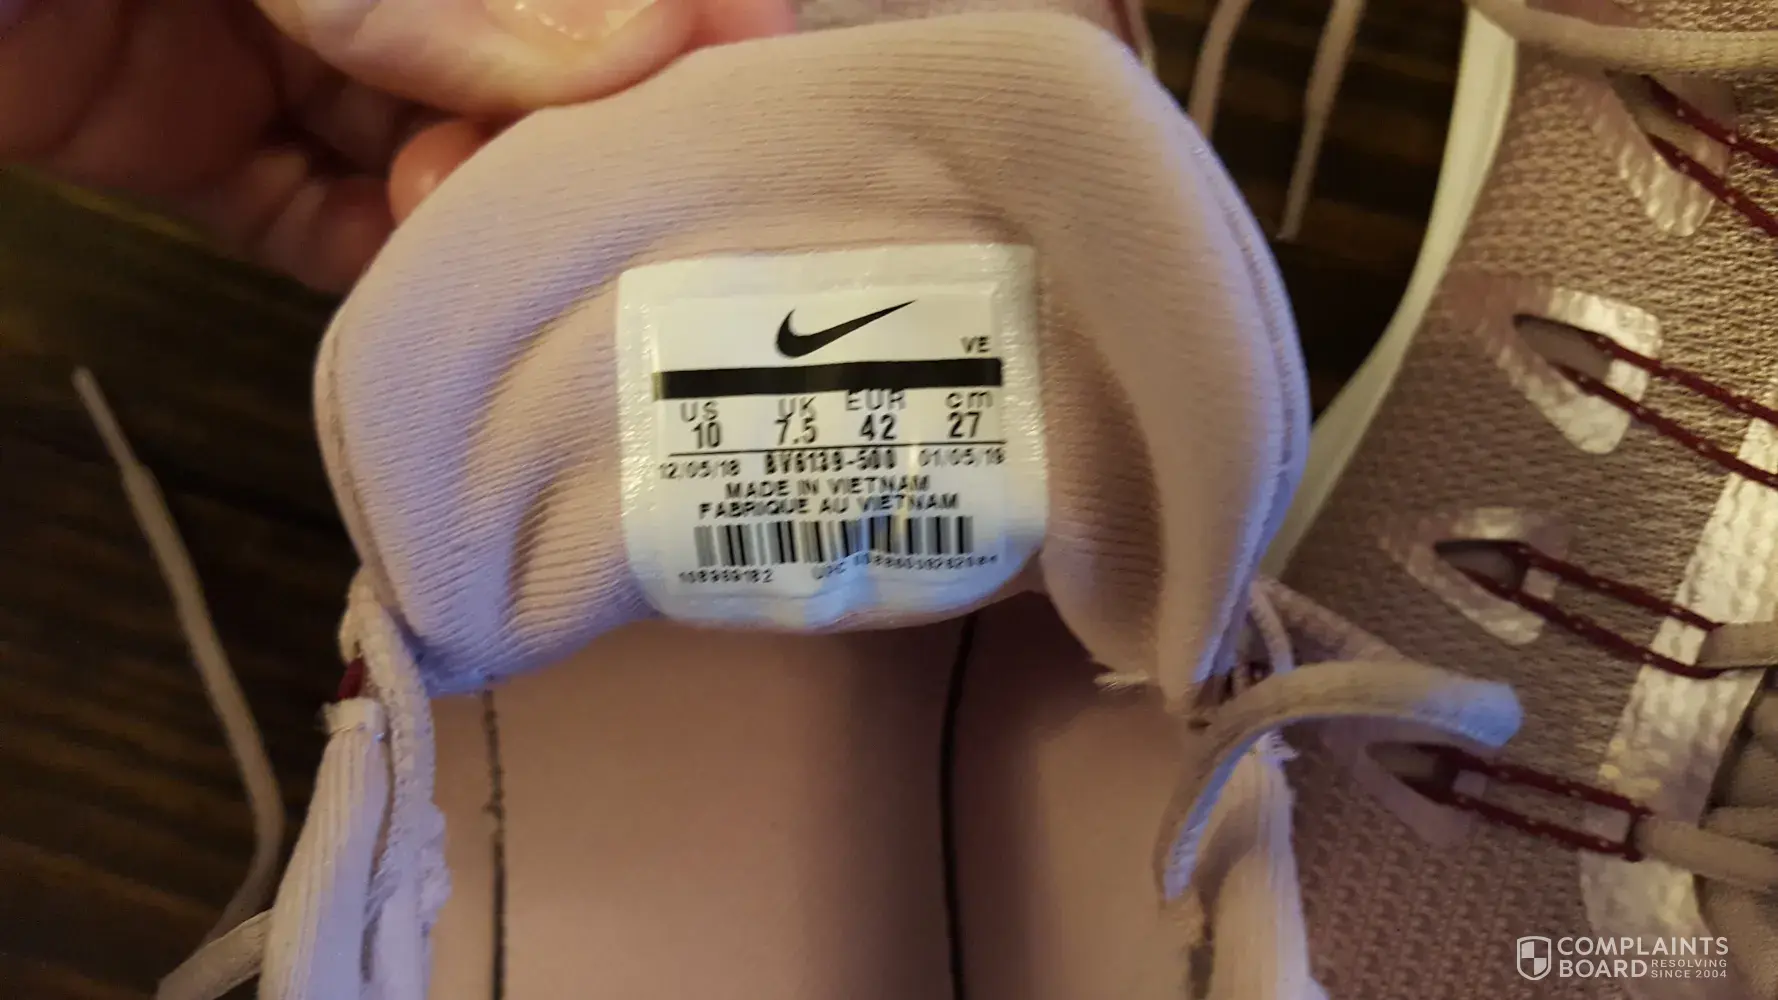 VE
US UK EUR cm
10 7.5 42 27
12/05/18 BV6139-500 01/05/19
MADE IN VIETNAM
FABRIQUE AU VIETNAM
UPC
COMPLAINTS
BOARD RESOLVING
SINCE 2004